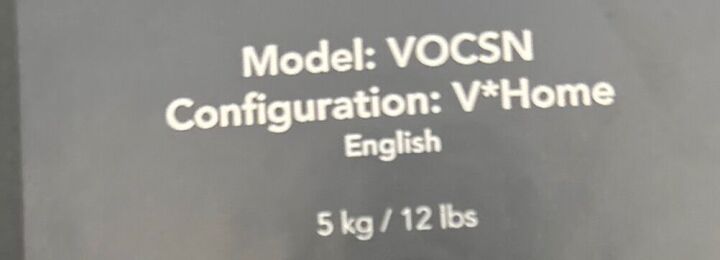 Model: VOCSN
Configuration: V*Home
English
5 kg / 12 lbs